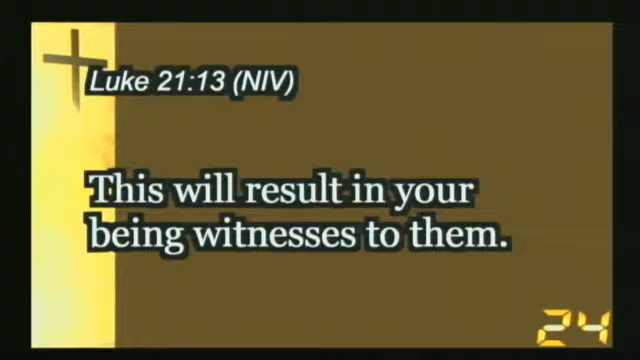 Luke 21:13 (NIV)
This will result in your
being witnesses to them.
24